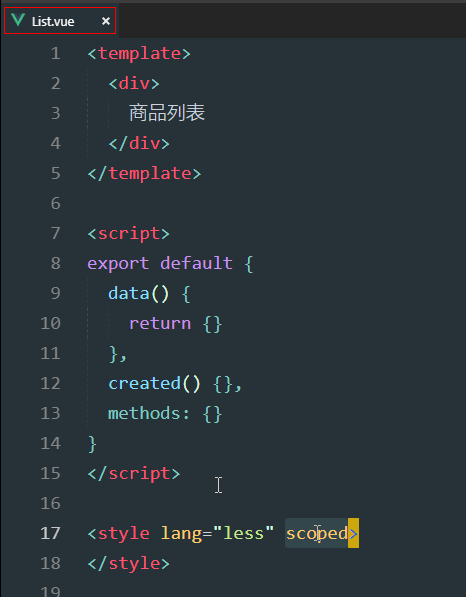 List.vue ×
1 <template>
2 <div>
3 商品列表
4 </div>
5 </template>
6
7 <script>
8 export default {
9 data() {
10 return {}
11 },
12 created() {},
13 methods: {}
14 }
15 </script>
16
17 <style lang="less" scoped>
18 </style>
19